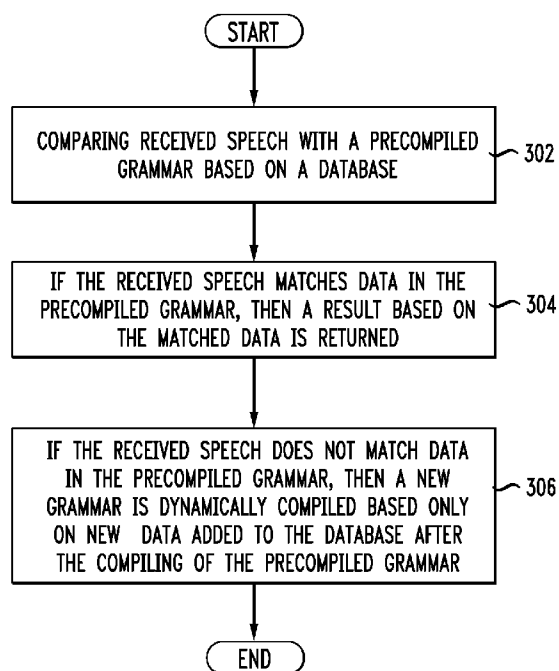 START
COMPARING RECEIVED SPEECH WITH A PRECOMPILED
GRAMMAR BASED ON A DATABASE
302
IF THE RECEIVED SPEECH MATCHES DATA IN THE
PRECOMPILED GRAMMAR, THEN A RESULT BASED ON
THE MATCHED DATA IS RETURNED
304
IF THE RECEIVED SPEECH DOES NOT MATCH DATA
IN THE PRECOMPILED GRAMMAR, THEN A NEW
GRAMMAR IS DYNAMICALLY COMPILED BASED ONLY
ON NEW DATA ADDED TO THE DATABASE AFTER
THE COMPILING OF THE PRECOMPILED GRAMMAR
306
END